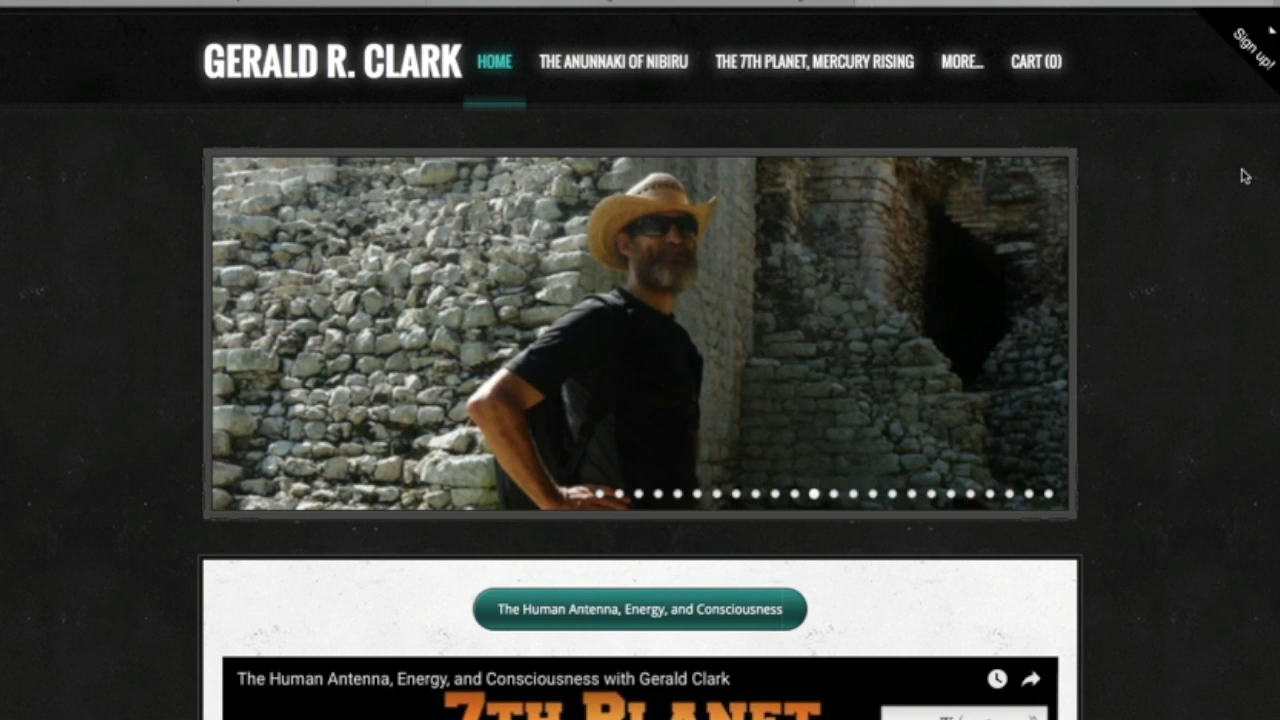 GERALD R. CLARK
HOME
THE ANUNNAKI OF NIBIRU
THE 7TH PLANET, MERCURY RISING
MORE...
CART (0)
Sign up!
The Human Antenna, Energy, and Consciousness
The Human Antenna, Energy, and Consciousness with Gerald Clark
7TH PLANET